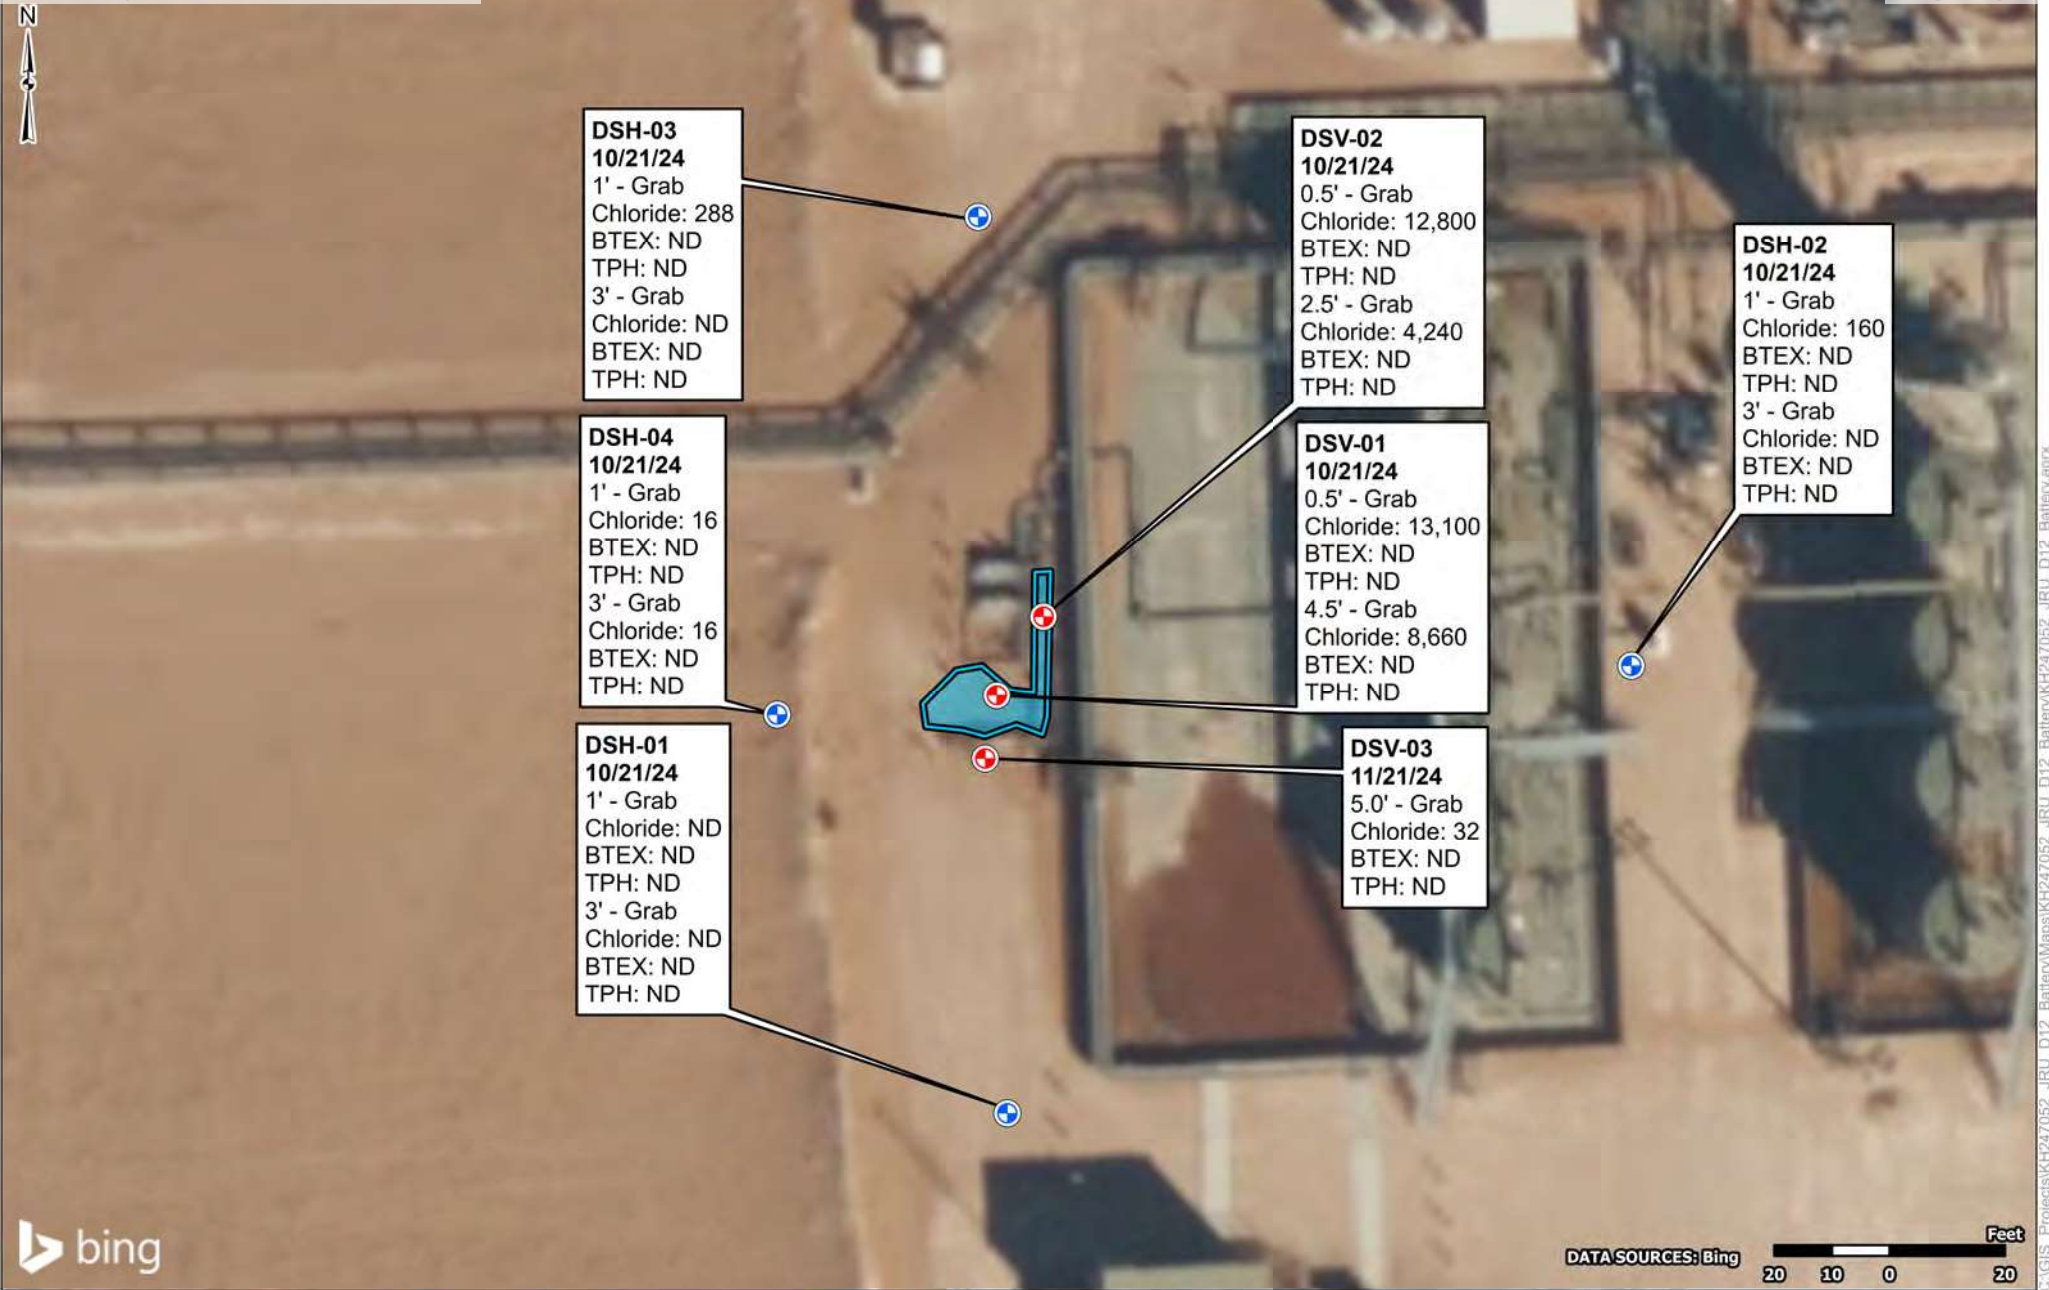 N
DSH-03
10/21/24
1' - Grab
Chloride: 288
BTEX: ND
TPH: ND
3' - Grab
Chloride: ND
BTEX: ND
TPH: ND
DSV-02
10/21/24
0.5' - Grab
Chloride: 12,800
BTEX: ND
TPH: ND
2.5' - Grab
Chloride: 4,240
BTEX: ND
TPH: ND
DSH-02
10/21/24
1' - Grab
Chloride: 160
BTEX: ND
TPH: ND
3' - Grab
Chloride: ND
BTEX: ND
TPH: ND
DSH-04
10/21/24
1' - Grab
Chloride: 16
BTEX: ND
TPH: ND
3' - Grab
Chloride: 16
BTEX: ND
TPH: ND
DSV-01
10/21/24
0.5' - Grab
Chloride: 13,100
BTEX: ND
TPH: ND
4.5' - Grab
Chloride: 8,660
BTEX: ND
TPH: ND
DSH-01
10/21/24
1' - Grab
Chloride: ND
BTEX: ND
TPH: ND
3' - Grab
Chloride: ND
BTEX: ND
TPH: ND
DSV-03
11/21/24
5.0' - Grab
Chloride: 32
BTEX: ND
TPH: ND
bing
DATA SOURCES: Bing
Feet
20 10 0 20